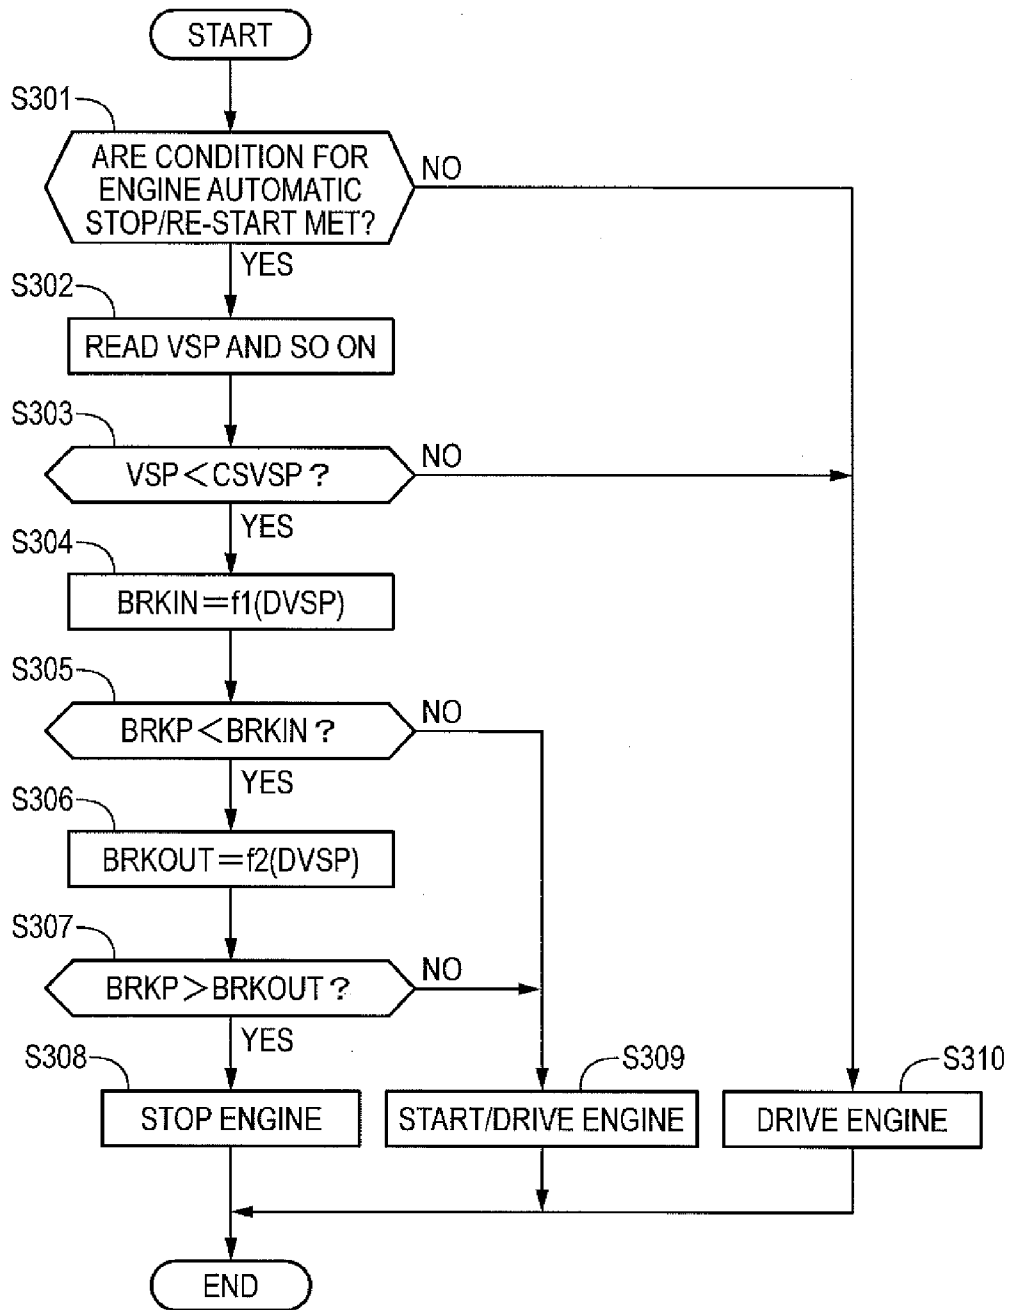 START
S301
ARE CONDITION FOR
ENGINE AUTOMATIC
STOP/RE-START MET?
NO
YES
S302
READ VSP AND SO ON
S303
VSP<CSVSP?
NO
YES
S304
BRKIN=f1(DVSP)
S305
BRKP<BRKIN?
NO
YES
S306
BRKOUT=f2(DVSP)
S307
BRKP>BRKOUT?
NO
YES
S308
STOP ENGINE
S309
START/DRIVE ENGINE
S310
DRIVE ENGINE
END